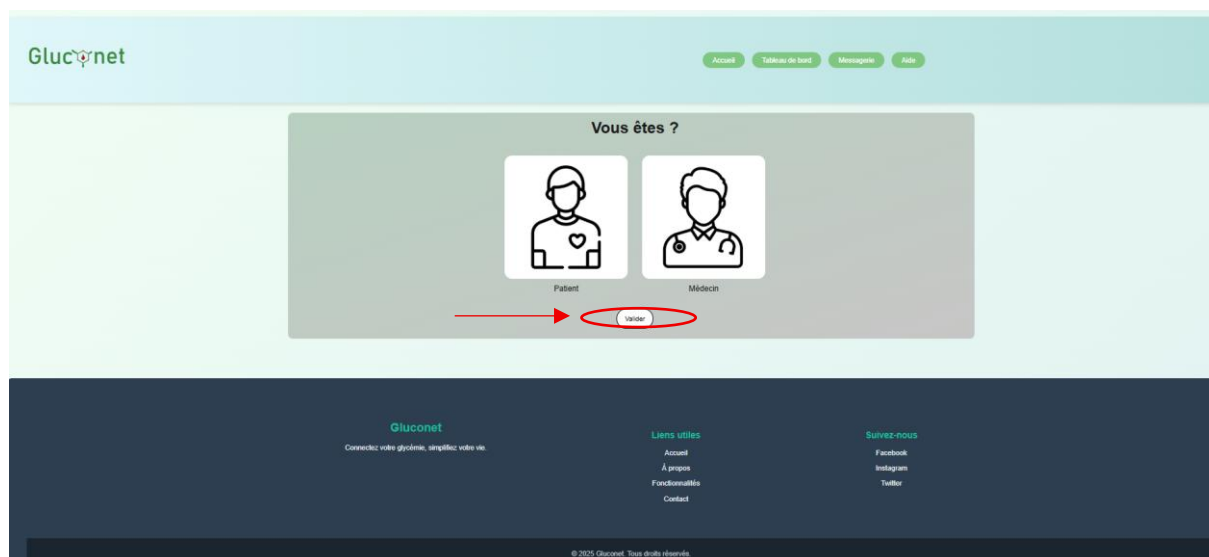 Gluconet
Accueil Tableau de bord Messagerie Aide
Vous êtes ?
Patient Médecin
Valider
Gluconet
Connectez votre glycémie, simplifiez votre vie.
Liens utiles
Accueil
À propos
Fonctionnalités
Contact
Suivez-nous
Facebook
Instagram
Twitter
© 2025 Gluconet. Tous droits réservés.